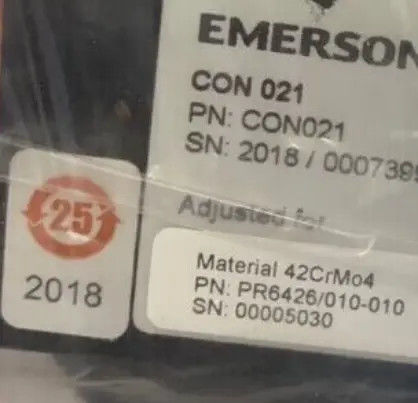 EMERSON
CON 021
PN: CON021
SN: 2018 / 0007399
Adjusted for
25
2018
Material 42CrMo4
PN: PR6426/010-010
SN: 00005030